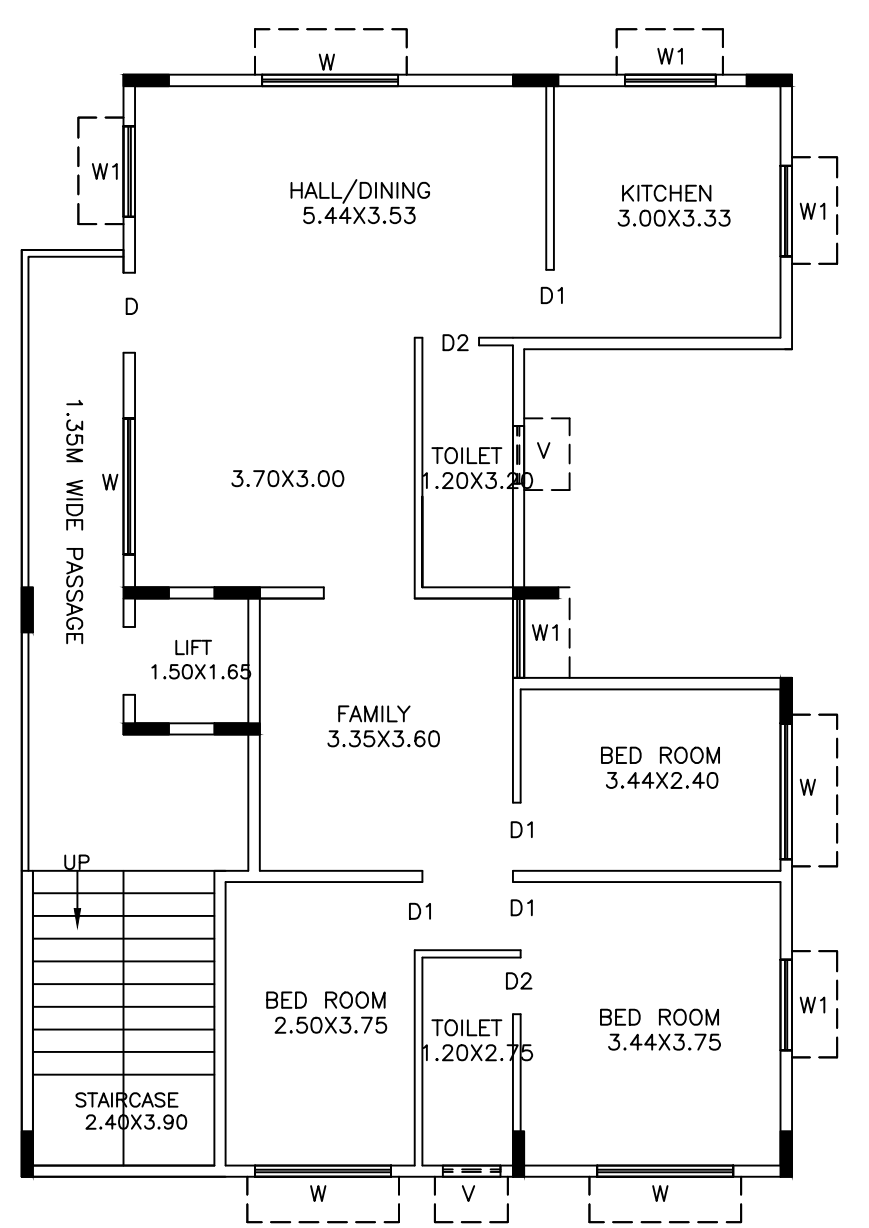 W
W1
W1
HALL/DINING
5.44X3.53
KITCHEN
3.00X3.33
W1
D
D1
D2
1.35M WIDE PASSAGE
W
3.70X3.00
TOILET
1.20X3.20
V
LIFT
1.50X1.65
W1
FAMILY
3.35X3.60
BED ROOM
3.44X2.40
W
D1
UP
D1
D1
D2
BED ROOM
2.50X3.75
TOILET
1.20X2.75
BED ROOM
3.44X3.75
W1
STAIRCASE
2.40X3.90
W
V
W